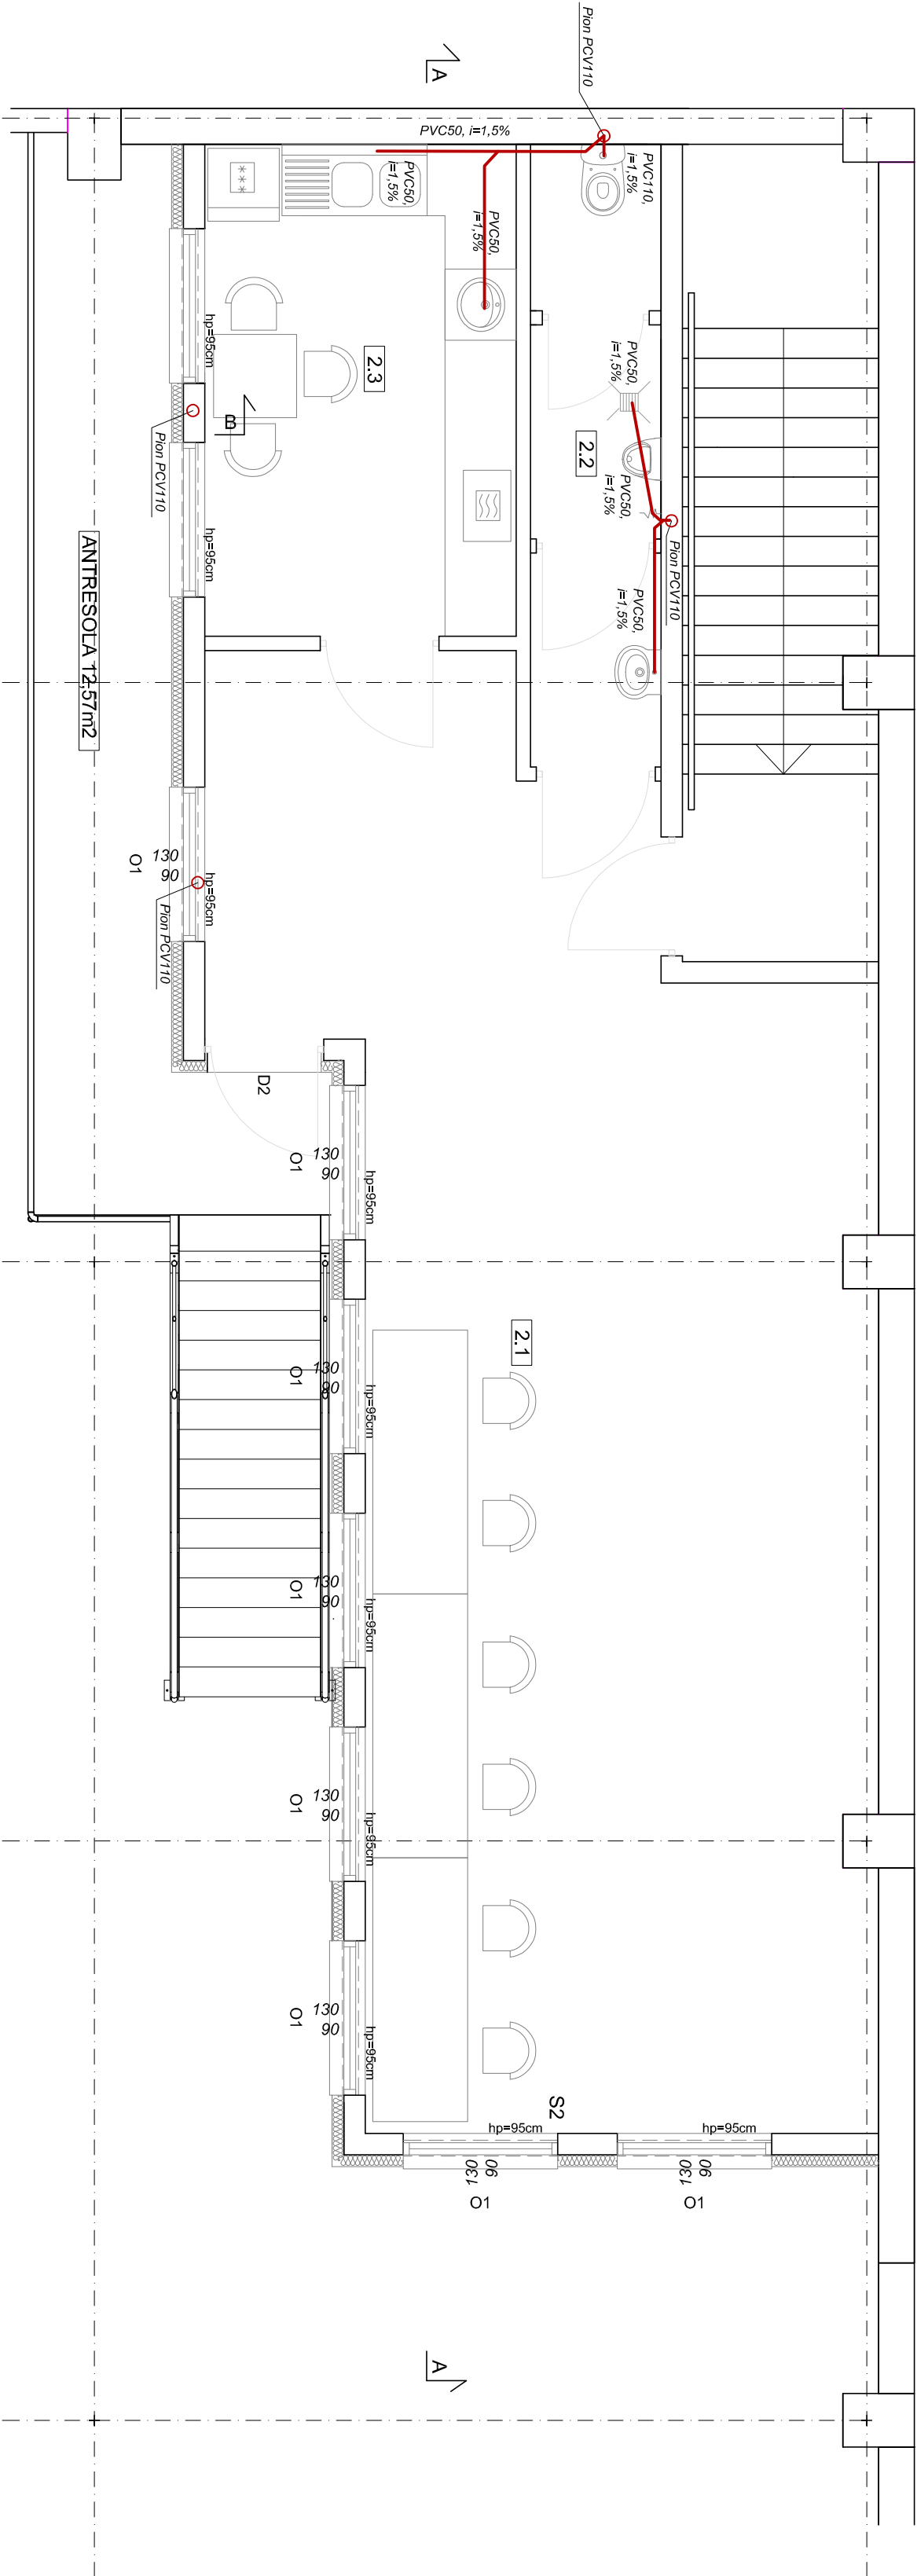 Pion PCV110
A
PVC50, i=1,5%
PVC110,
i=1,5%
PVC50,
i=1,5%
PVC50,
i=1,5%
hp=95cm
2.3
PVC50,
i=1,5%
B
2.2
Pion PCV110
PVC50,
i=1,5%
hp=95cm
Pion PCV110
ANTRESOLA 12,57m2
PVC50,
i=1,5%
O1
130
90
hp=95cm
Pion PCV110
D2
O1
130
90
hp=95cm
2.1
O1
130
90
hp=95cm
O1
130
90
hp=95cm
O1
130
90
hp=95cm
O1
130
90
hp=95cm
S2
hp=95cm
hp=95cm
90
130
O1
90
130
O1
A